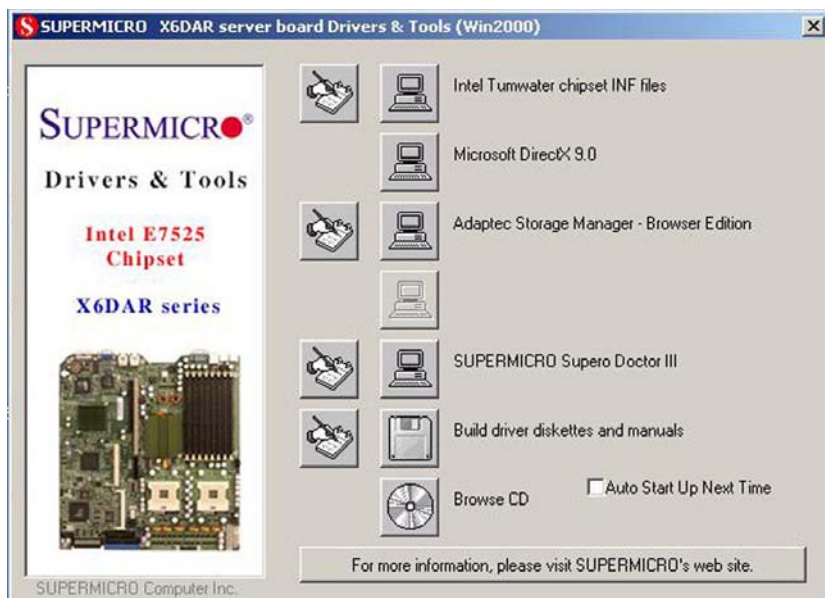 SUPERMICRO X6DAR server board Drivers & Tools (Win2000)
SUPERMICRO®
Drivers & Tools
Intel E7525
Chipset
X6DAR series
SUPERMICRO Computer Inc.
Intel Tumwater chipset INF files
Microsoft DirectX 9.0
Adaptec Storage Manager - Browser Edition
SUPERMICRO Supero Doctor III
Build driver diskettes and manuals
Browse CD
Auto Start Up Next Time
For more information, please visit SUPERMICRO's web site.